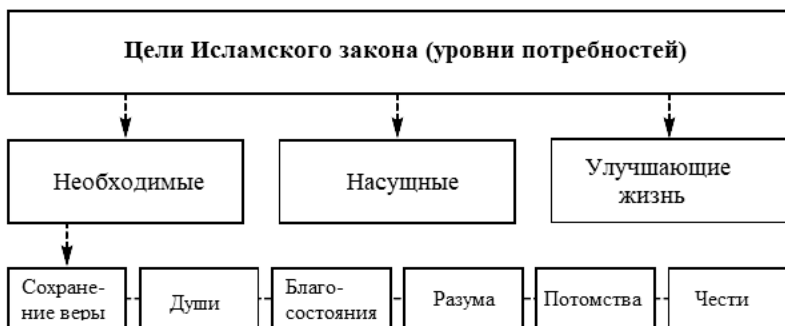 Цели Исламского закона (уровни потребностей)
Необходимые
Насущные
Улучшающие
жизнь
Сохране-
ние веры
Души
Благо-
состояния
Разума
Потомства
Чести